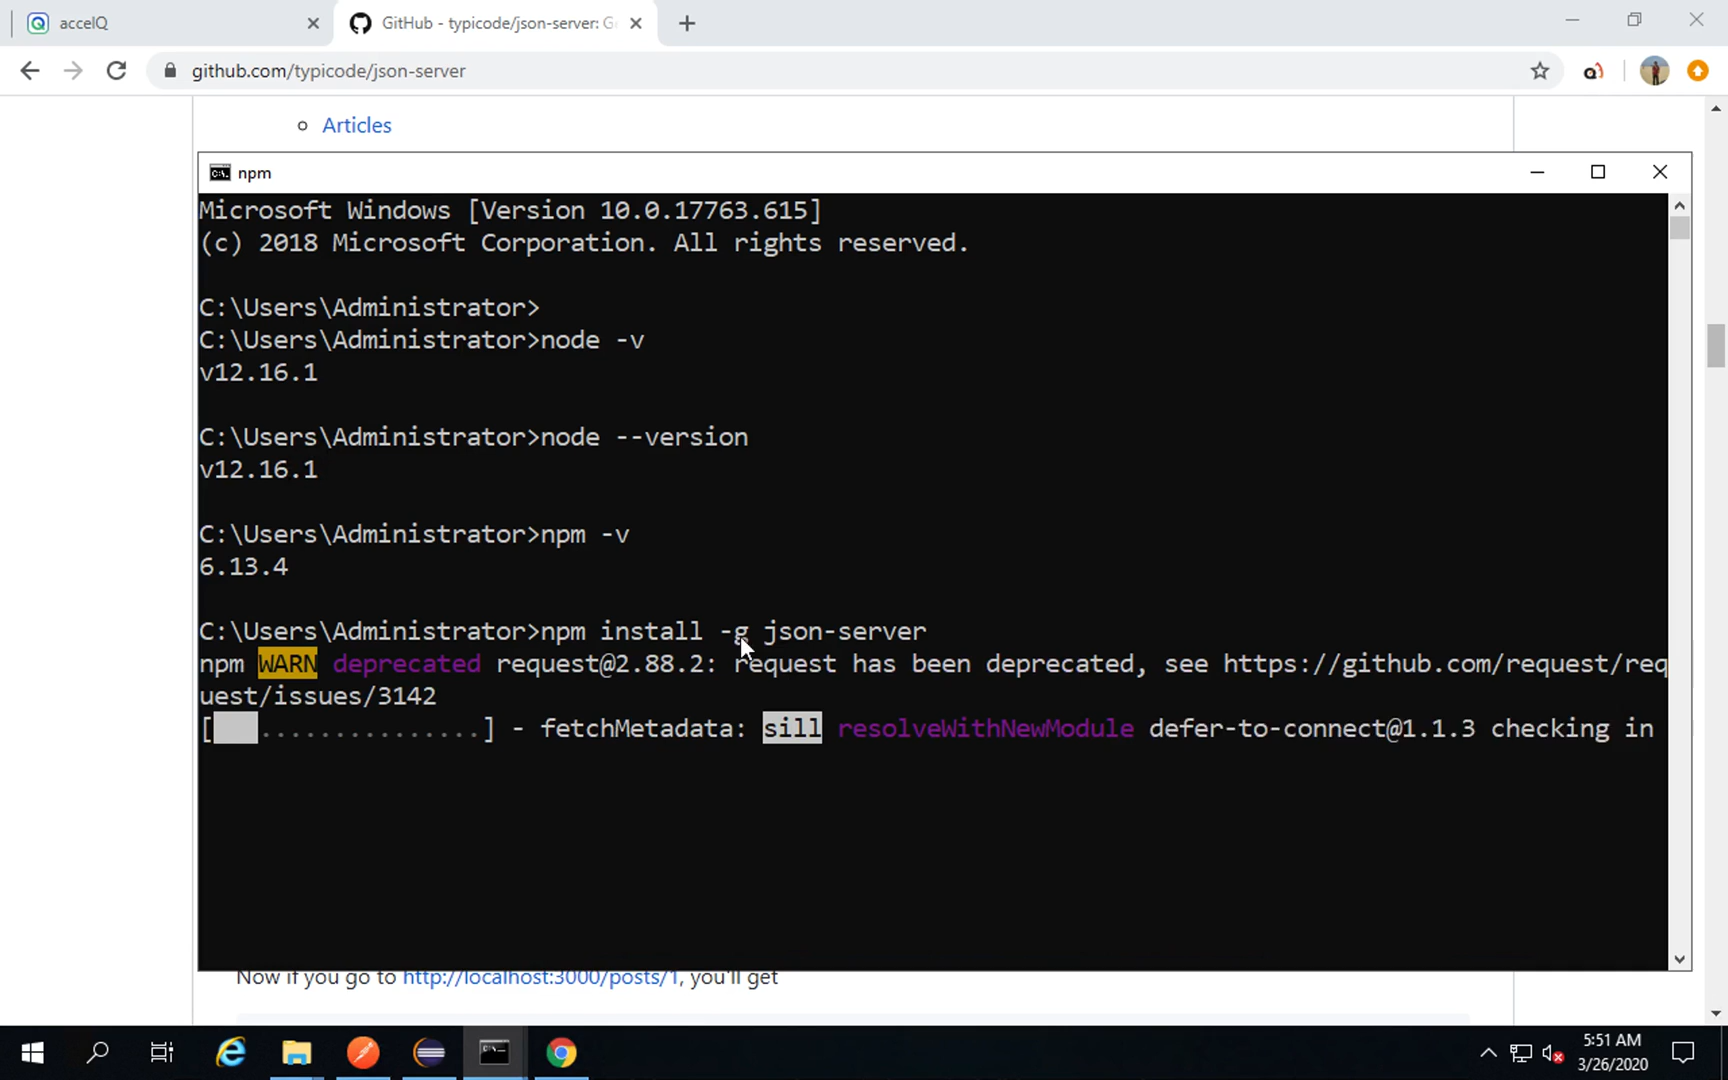 accelQ
GitHub - typicode/json-server: G
github.com/typicode/json-server
Articles
npm
Microsoft Windows [Version 10.0.17763.615]
(c) 2018 Microsoft Corporation. All rights reserved.
C:\Users\Administrator>
C:\Users\Administrator>node -v
v12.16.1
C:\Users\Administrator>node --version
v12.16.1
C:\Users\Administrator>npm -v
6.13.4
C:\Users\Administrator>npm install -g json-server
npm WARN deprecated request@2.88.2: request has been deprecated, see https://github.com/request/req
uest/issues/3142
[...............] - fetchMetadata: sill resolveWithNewModule defer-to-connect@1.1.3 checking in
Now if you go to http://localhost:3000/posts/1, you'll get
5:51 AM
3/26/2020